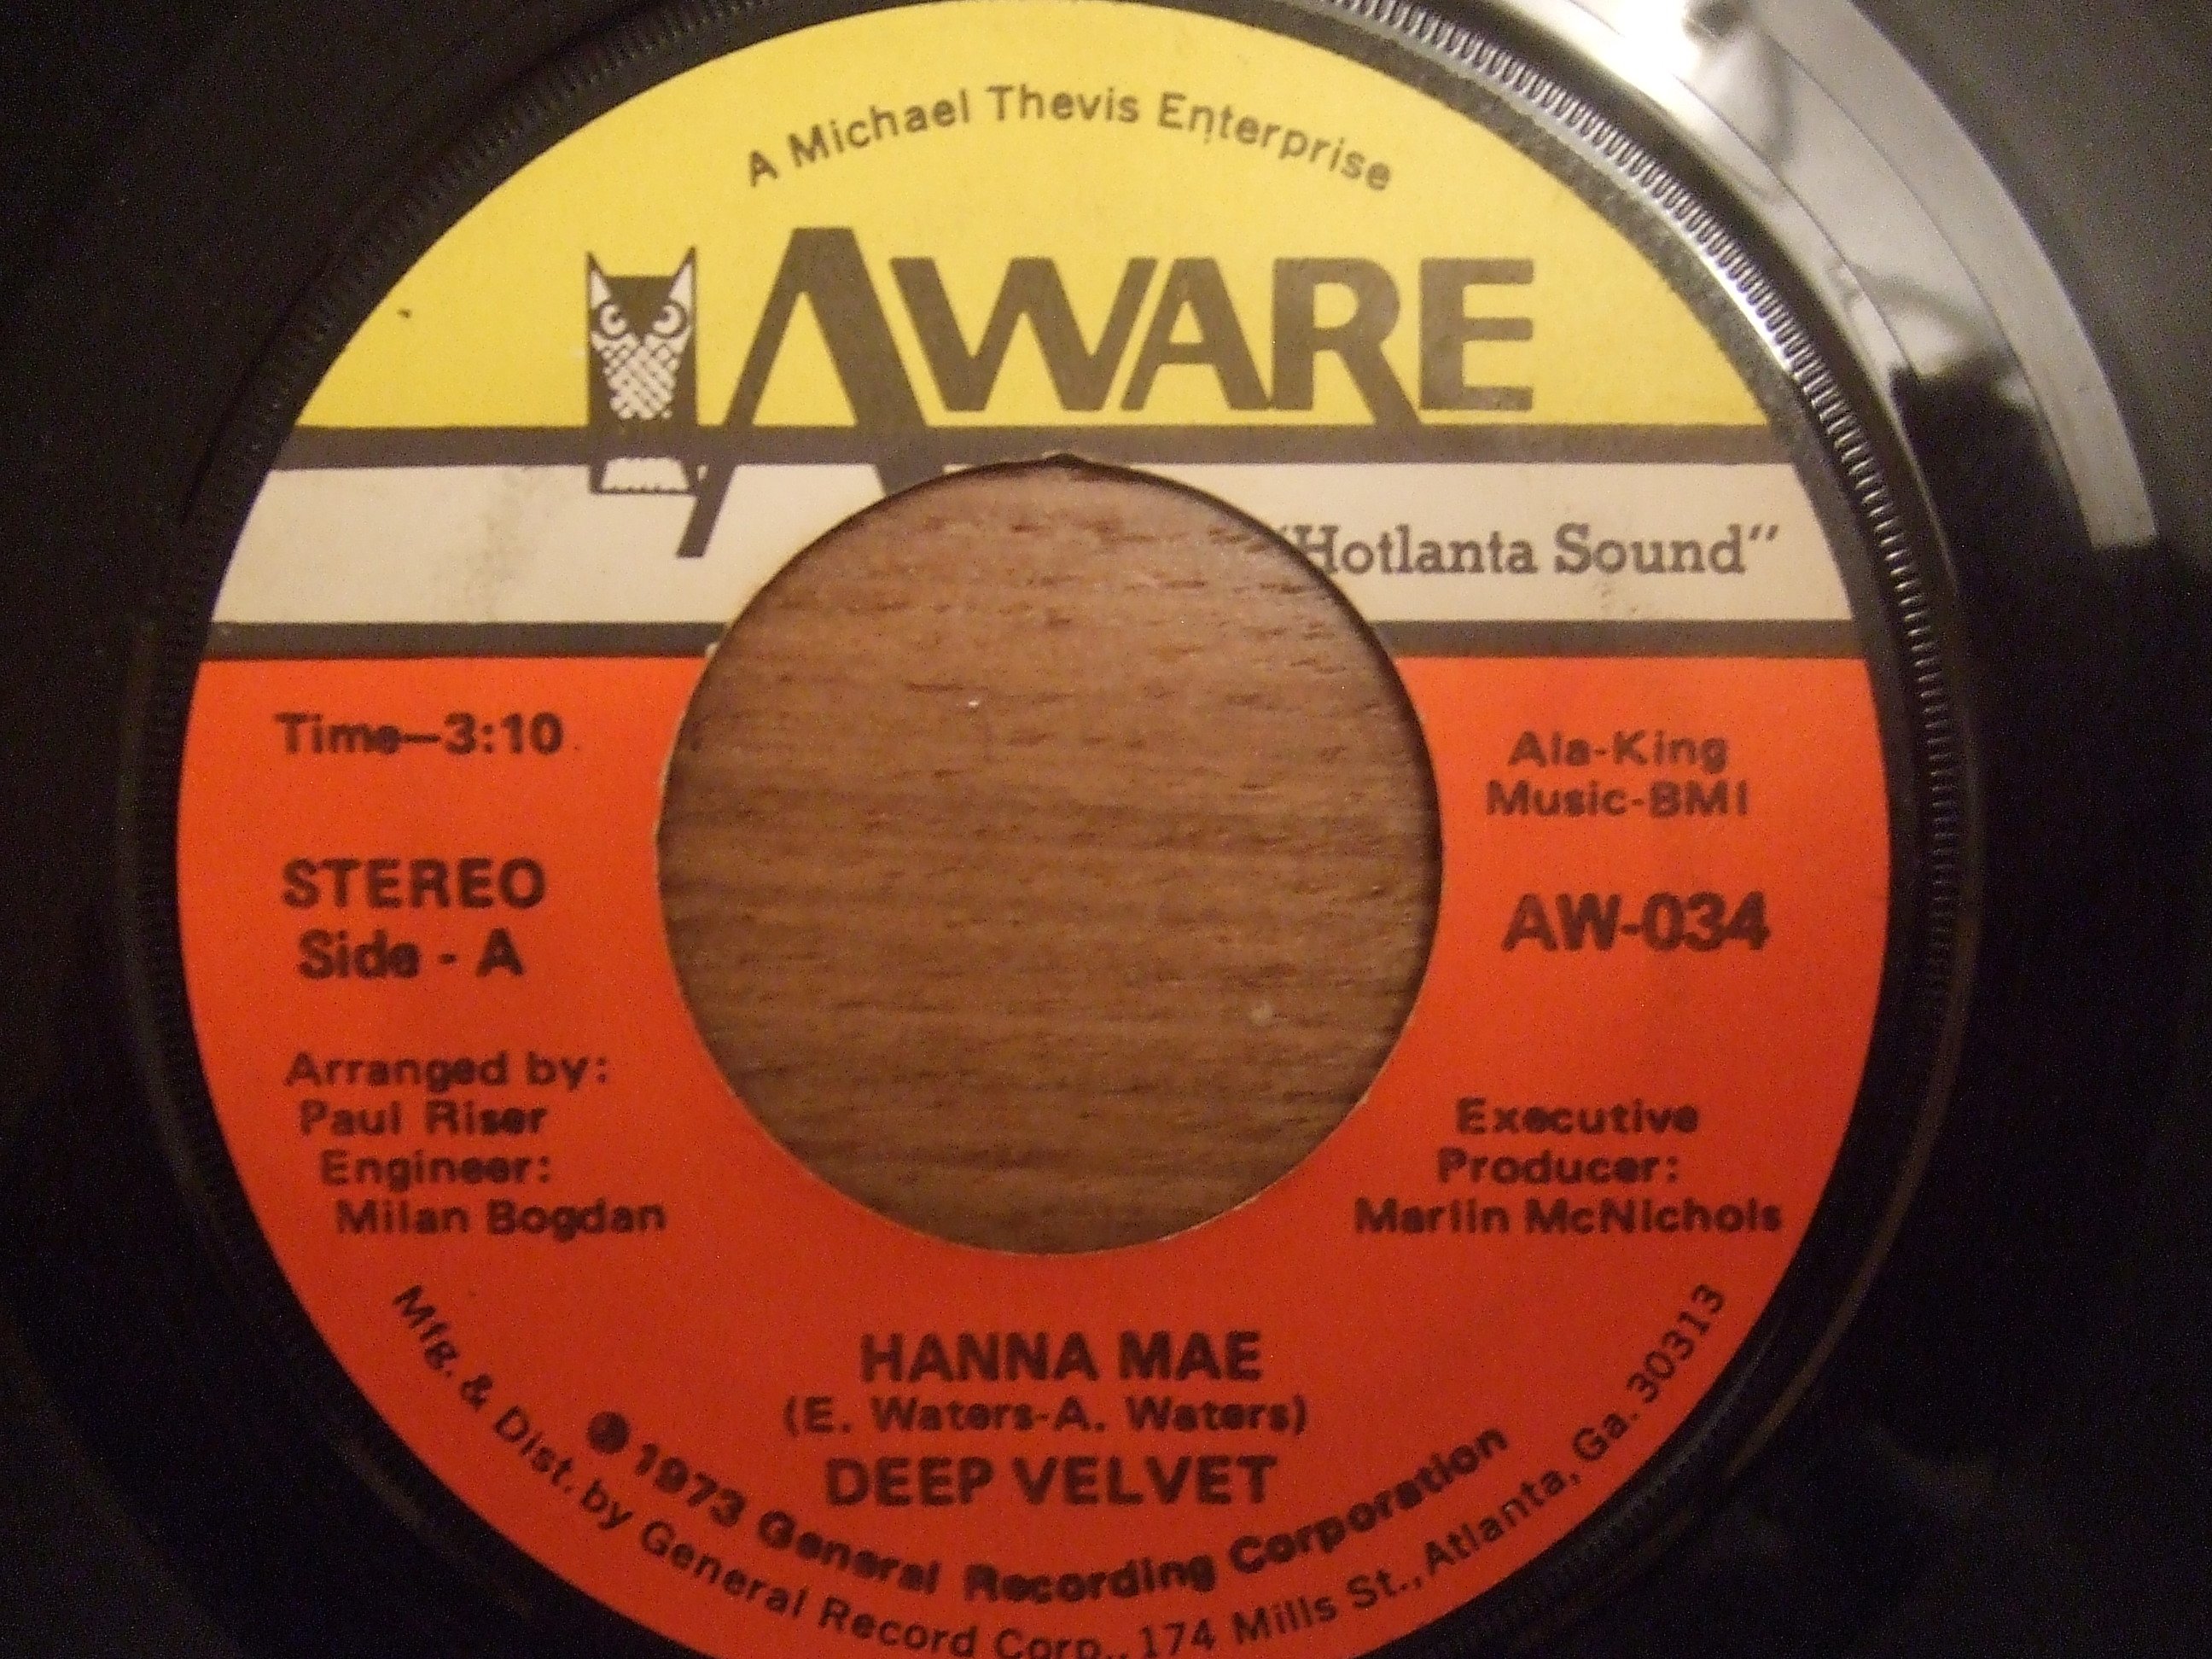 A Michael Thevis Enterprise
AWARE
"Hotlanta Sound"
Time—3:10
Ala-King
Music-BMI
STEREO
Side - A
AW-034
Arranged by:
Paul Riser
Engineer:
Milan Bogdan
Executive
Producer:
Marlin McNichols
HANNA MAE
(E. Waters-A. Waters)
DEEP VELVET
℗ 1973 General Recording Corporation
Mfg. & Dist. by General Record Corp., 174 Mills St., Atlanta, Ga. 30313